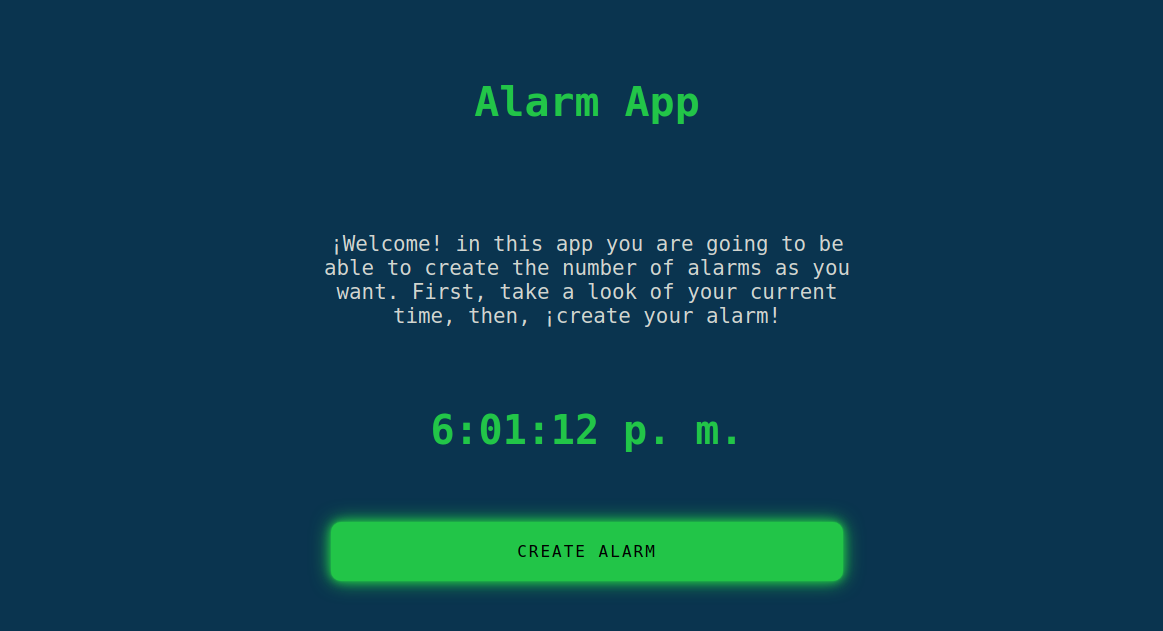 Alarm App
¡Welcome! in this app you are going to be
able to create the number of alarms as you
want. First, take a look of your current
time, then, ¡create your alarm!
6:01:12 p. m.
CREATE ALARM